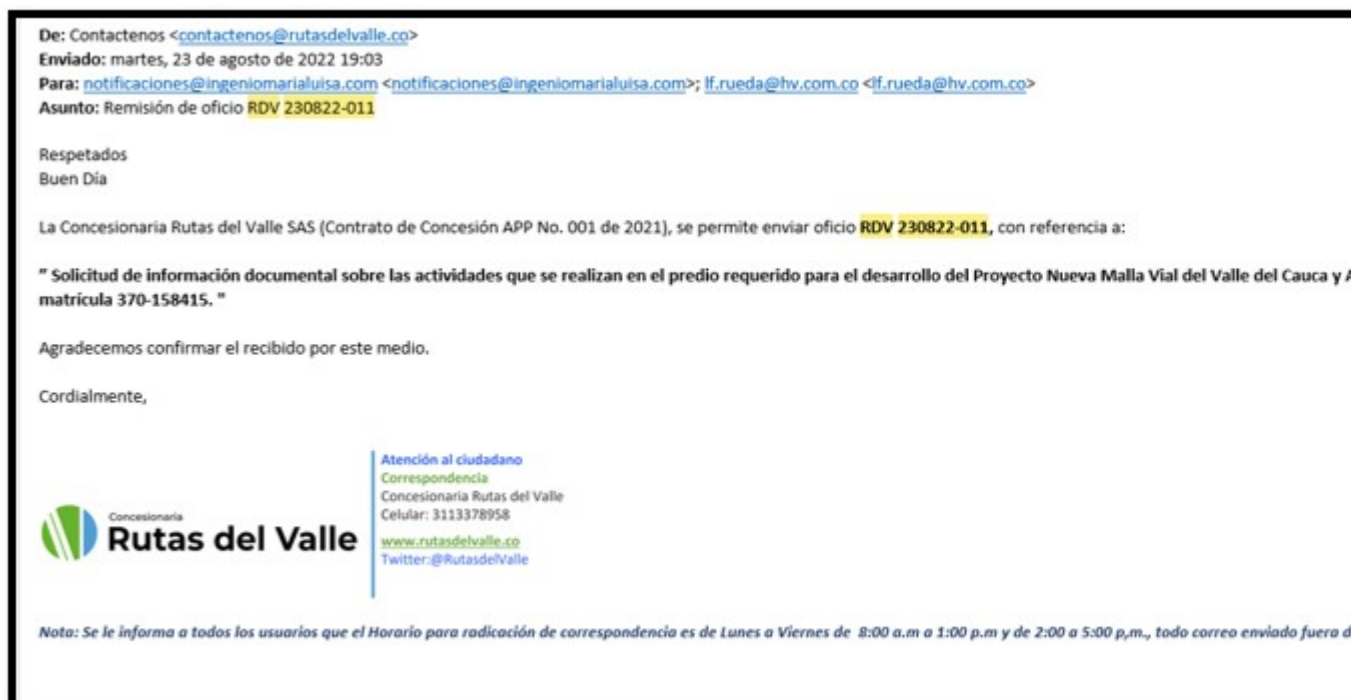 De: Contactenos <contactenos@rutasdelvalle.co>
Enviado: martes, 23 de agosto de 2022 19:03
Para: notificaciones@ingeniomarialuisa.com <notificaciones@ingeniomarialuisa.com>; lf.rueda@hv.com.co <lf.rueda@hv.com.co>
Asunto: Remisión de oficio RDV 230822-011
Respetados
Buen Día
La Concesionaria Rutas del Valle SAS (Contrato de Concesión APP No. 001 de 2021), se permite enviar oficio RDV 230822-011, con referencia a:
" Solicitud de información documental sobre las actividades que se realizan en el predio requerido para el desarrollo del Proyecto Nueva Malla Vial del Valle del Cauca y
matrícula 370-158415. "
Agradecemos confirmar el recibido por este medio.
Cordialmente,
Atención al ciudadano
Correspondencia
Concesionaria Rutas del Valle
Celular: 3113378958
www.rutasdelvalle.co
Twitter:@RutasdelValle
Concesionaria
Rutas del Valle
Nota: Se le informa a todos los usuarios que el Horario para radicación de correspondencia es de Lunes a Viernes de 8:00 a.m a 1:00 p.m y de 2:00 a 5:00 p,m., todo correo enviado fuera